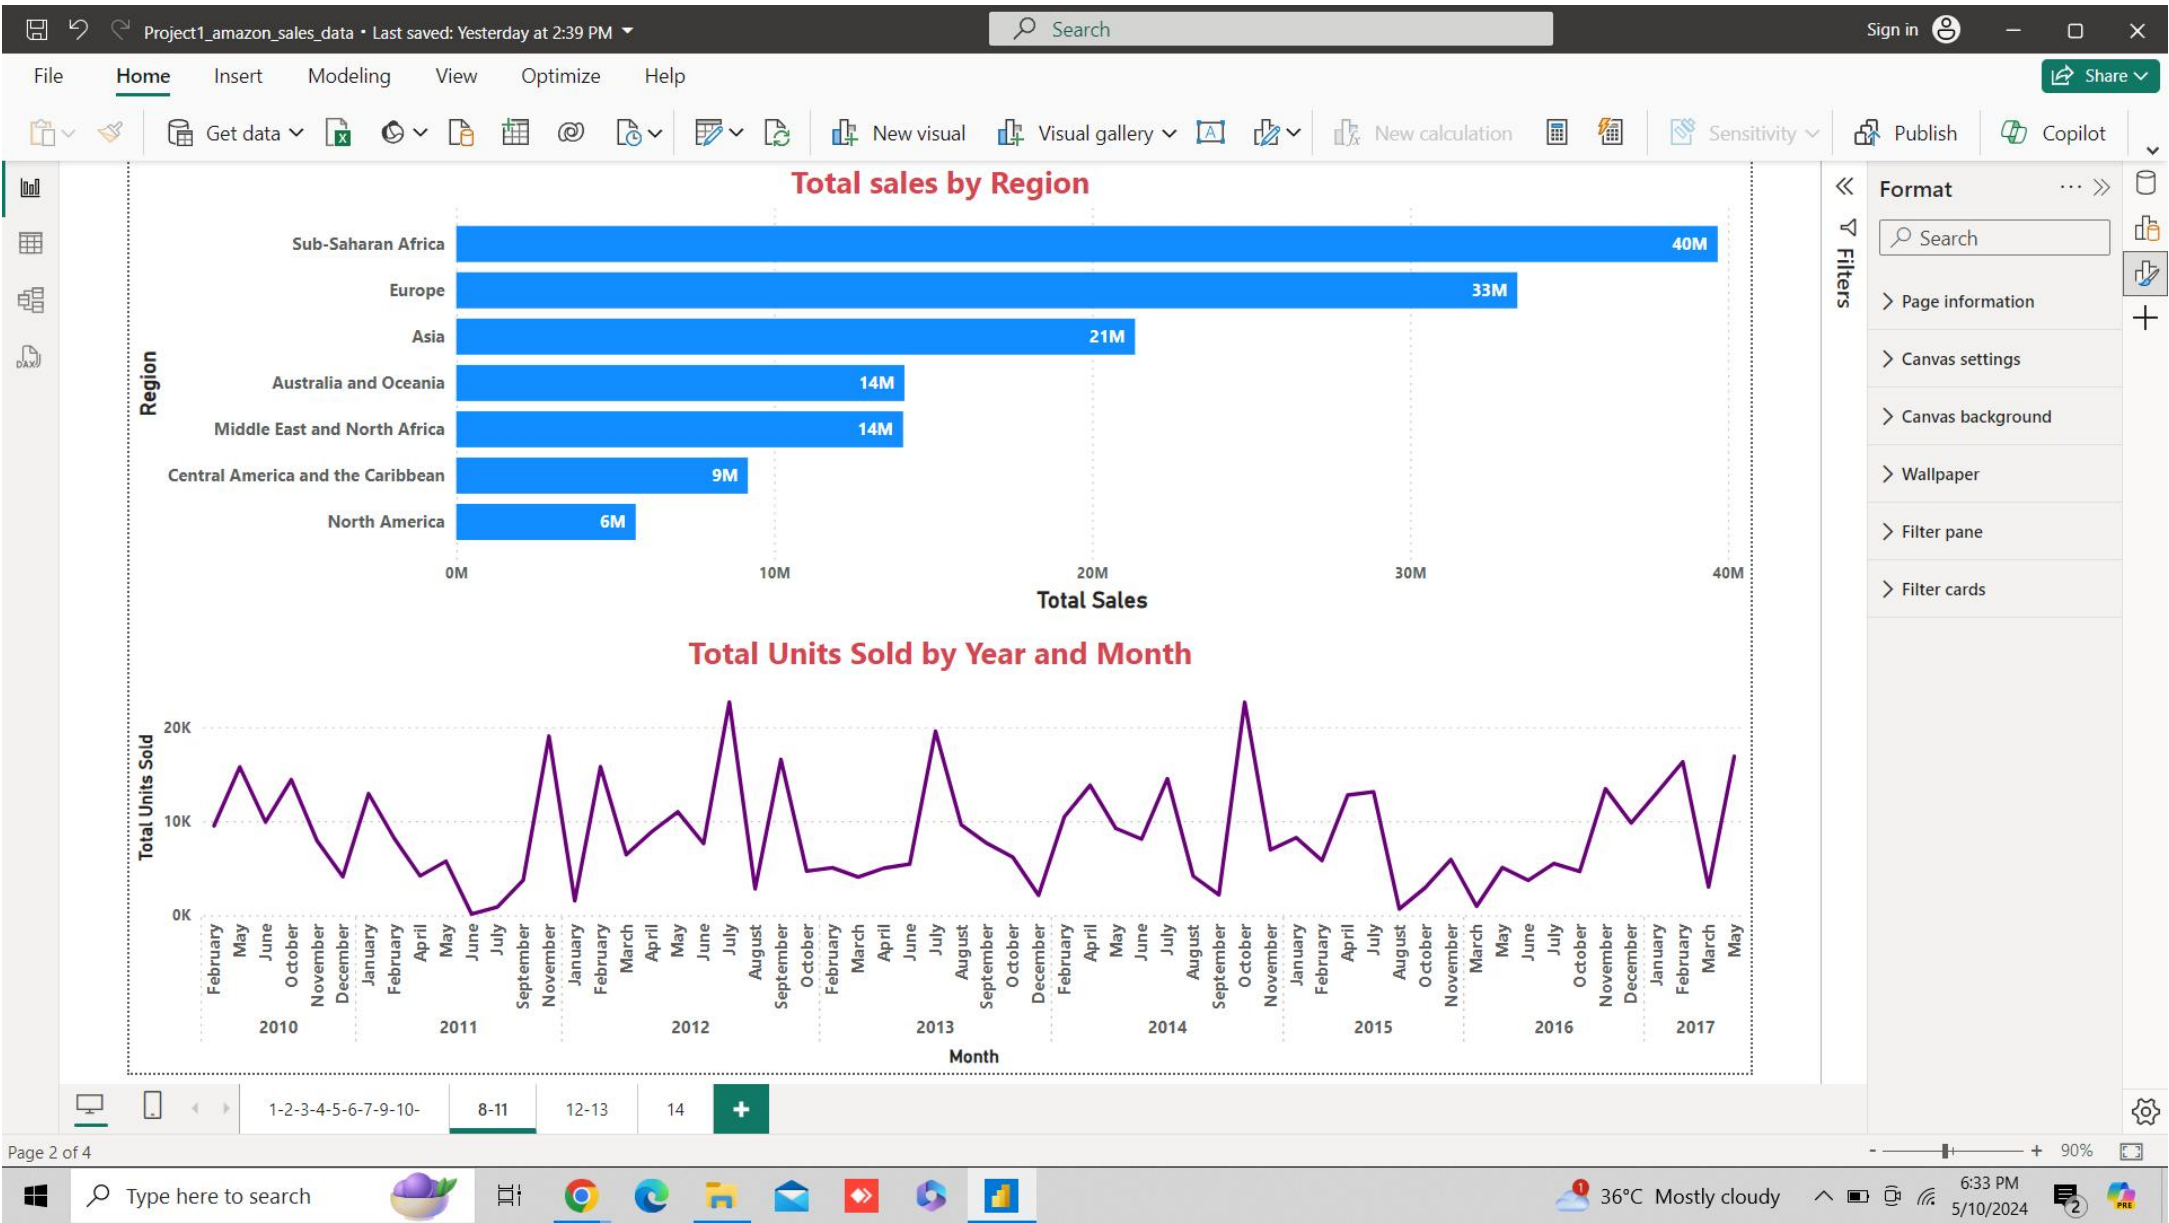 Project1_amazon_sales_data • Last saved: Yesterday at 2:39 PM
Search
Sign in
File Home Insert Modeling View Optimize Help
Share
Get data New visual Visual gallery New calculation Sensitivity Publish Copilot
Total sales by Region
Region
Sub-Saharan Africa 40M
Europe 33M
Asia 21M
Australia and Oceania 14M
Middle East and North Africa 14M
Central America and the Caribbean 9M
North America 6M
0M 10M 20M 30M 40M
Total Sales
Total Units Sold by Year and Month
Total Units Sold
20K
10K
0K
February May June October November December January February April May June July September November January February March April May June July August September October February March April June July August September October December February April May June July August September October November January February April July August October November March May June July October November December January February March May
2010 2011 2012 2013 2014 2015 2016 2017
Month
Filters
Format
Search
Page information
Canvas settings
Canvas background
Wallpaper
Filter pane
Filter cards
DAX
1-2-3-4-5-6-7-9-10- 8-11 12-13 14
Page 2 of 4
- + 90%
Type here to search
1
36°C Mostly cloudy
6:33 PM
5/10/2024
2
PRE